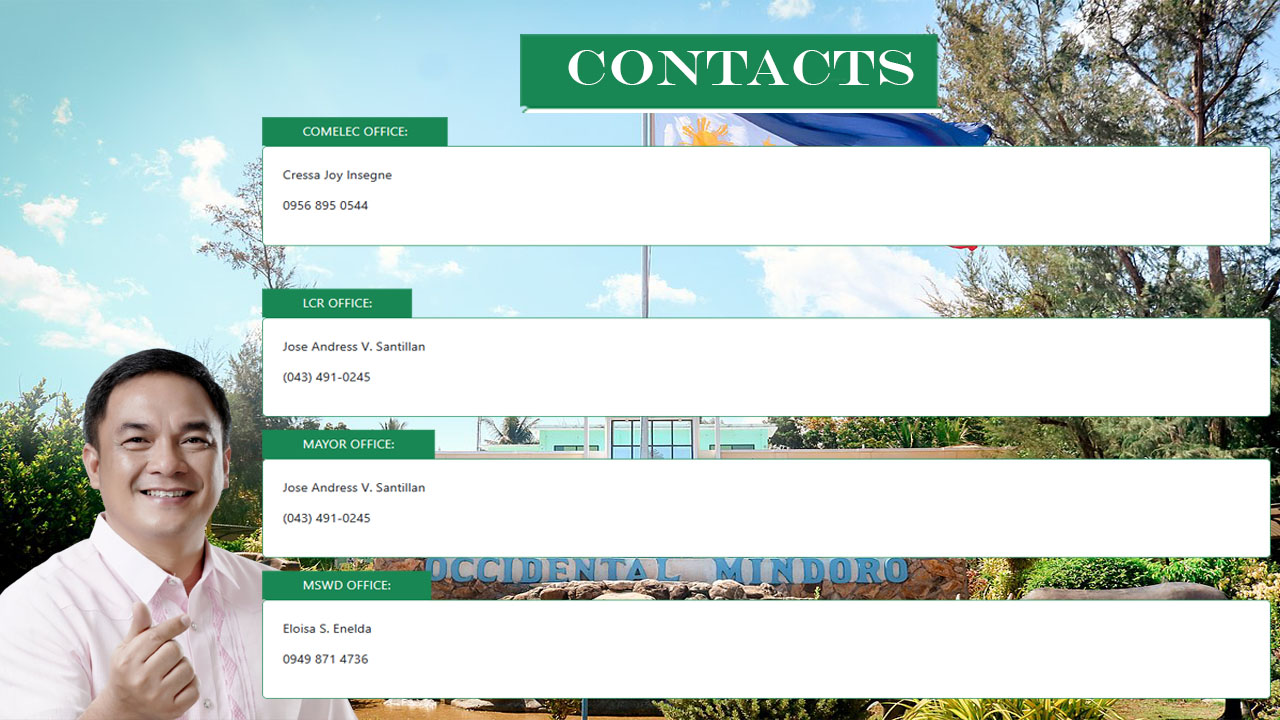 CONTACTS
COMELEC OFFICE:
Cressa Joy Insegne
0956 895 0544
LCR OFFICE:
Jose Andress V. Santillan
(043) 491-0245
MAYOR OFFICE:
Jose Andress V. Santillan
(043) 491-0245
OCCIDENTAL MINDORO
MSWD OFFICE:
Eloisa S. Enelda
0949 871 4736